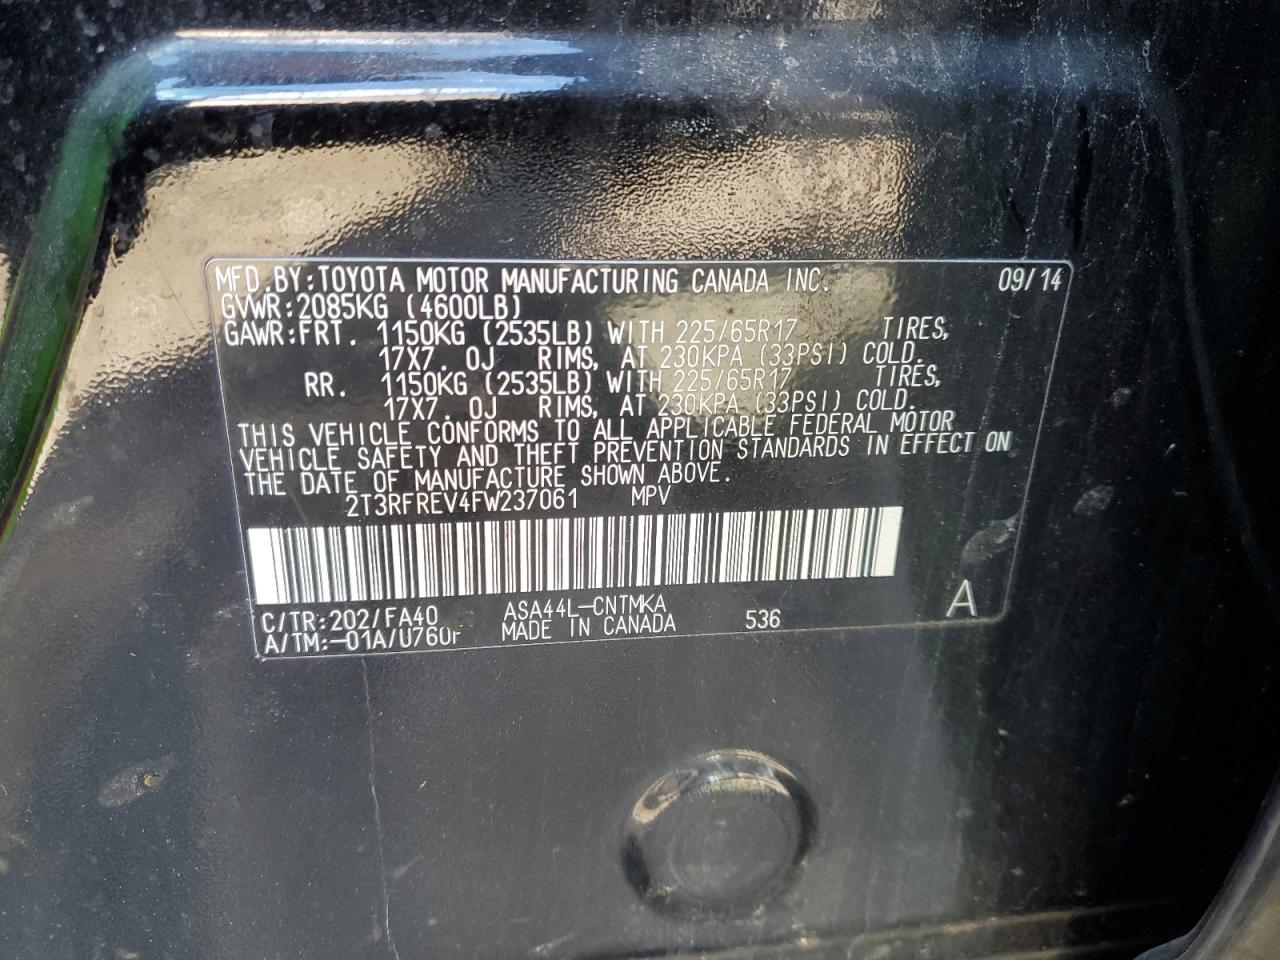 MFD.BY:TOYOTA MOTOR MANUFACTURING CANADA INC. 09/14
GVWR:2085KG (4600LB)
GAWR:FRT. 1150KG (2535LB) WITH 225/65R17 TIRES,
17X7.0J RIMS, AT 230KPA (33PSI) COLD.
RR. 1150KG (2535LB) WITH 225/65R17 TIRES,
17X7.0J RIMS, AT 230KPA (33PSI) COLD.
THIS VEHICLE CONFORMS TO ALL APPLICABLE FEDERAL MOTOR
VEHICLE SAFETY AND THEFT PREVENTION STANDARDS IN EFFECT ON
THE DATE OF MANUFACTURE SHOWN ABOVE.
2T3RFREV4FW237061 MPV
C/TR:202/FA40 ASA44L-CNTMKA
A/TM:-01A/U760F MADE IN CANADA 536 A